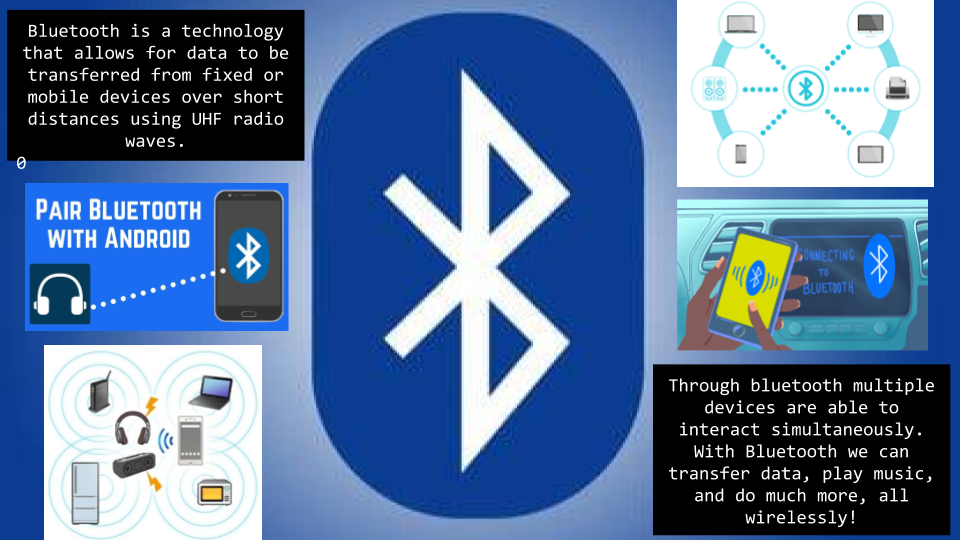 Bluetooth is a technology
that allows for data to be
transferred from fixed or
mobile devices over short
distances using UHF radio
waves.
0
PAIR BLUETOOTH
WITH ANDROID
CONNECTING
TO
BLUETOOTH
Through bluetooth multiple
devices are able to
interact simultaneously.
With Bluetooth we can
transfer data, play music,
and do much more, all
wirelessly!